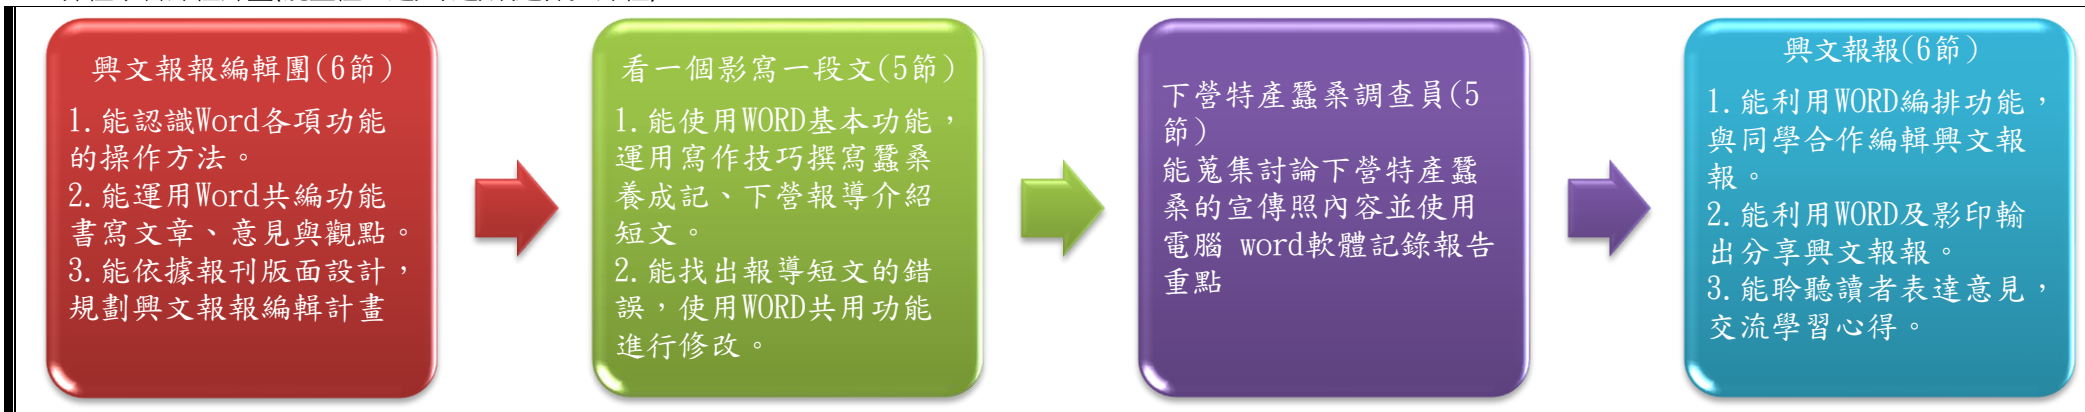 興文報報編輯團(6節)
1.能認識Word各項功能
的操作方法。
2.能運用Word共編功能
書寫文章、意見與觀點。
3.能依據報刊版面設計，
規劃興文報報編輯計畫
看一個影寫一段文(5節)
1.能使用WORD基本功能，
運用寫作技巧撰寫蠶桑
養成記、下營報導介紹
短文。
2.能找出報導短文的錯
誤，使用WORD共用功能
進行修改。
下營特產蠶桑調查員(5
節)
能蒐集討論下營特產蠶
桑的宣傳照內容並使用
電腦 word軟體記錄報告
重點
興文報報(6節)
1.能利用WORD編排功能，
與同學合作編輯興文報
報。
2.能利用WORD及影印輸
出分享興文報報。
3.能聆聽讀者表達意見，
交流學習心得。